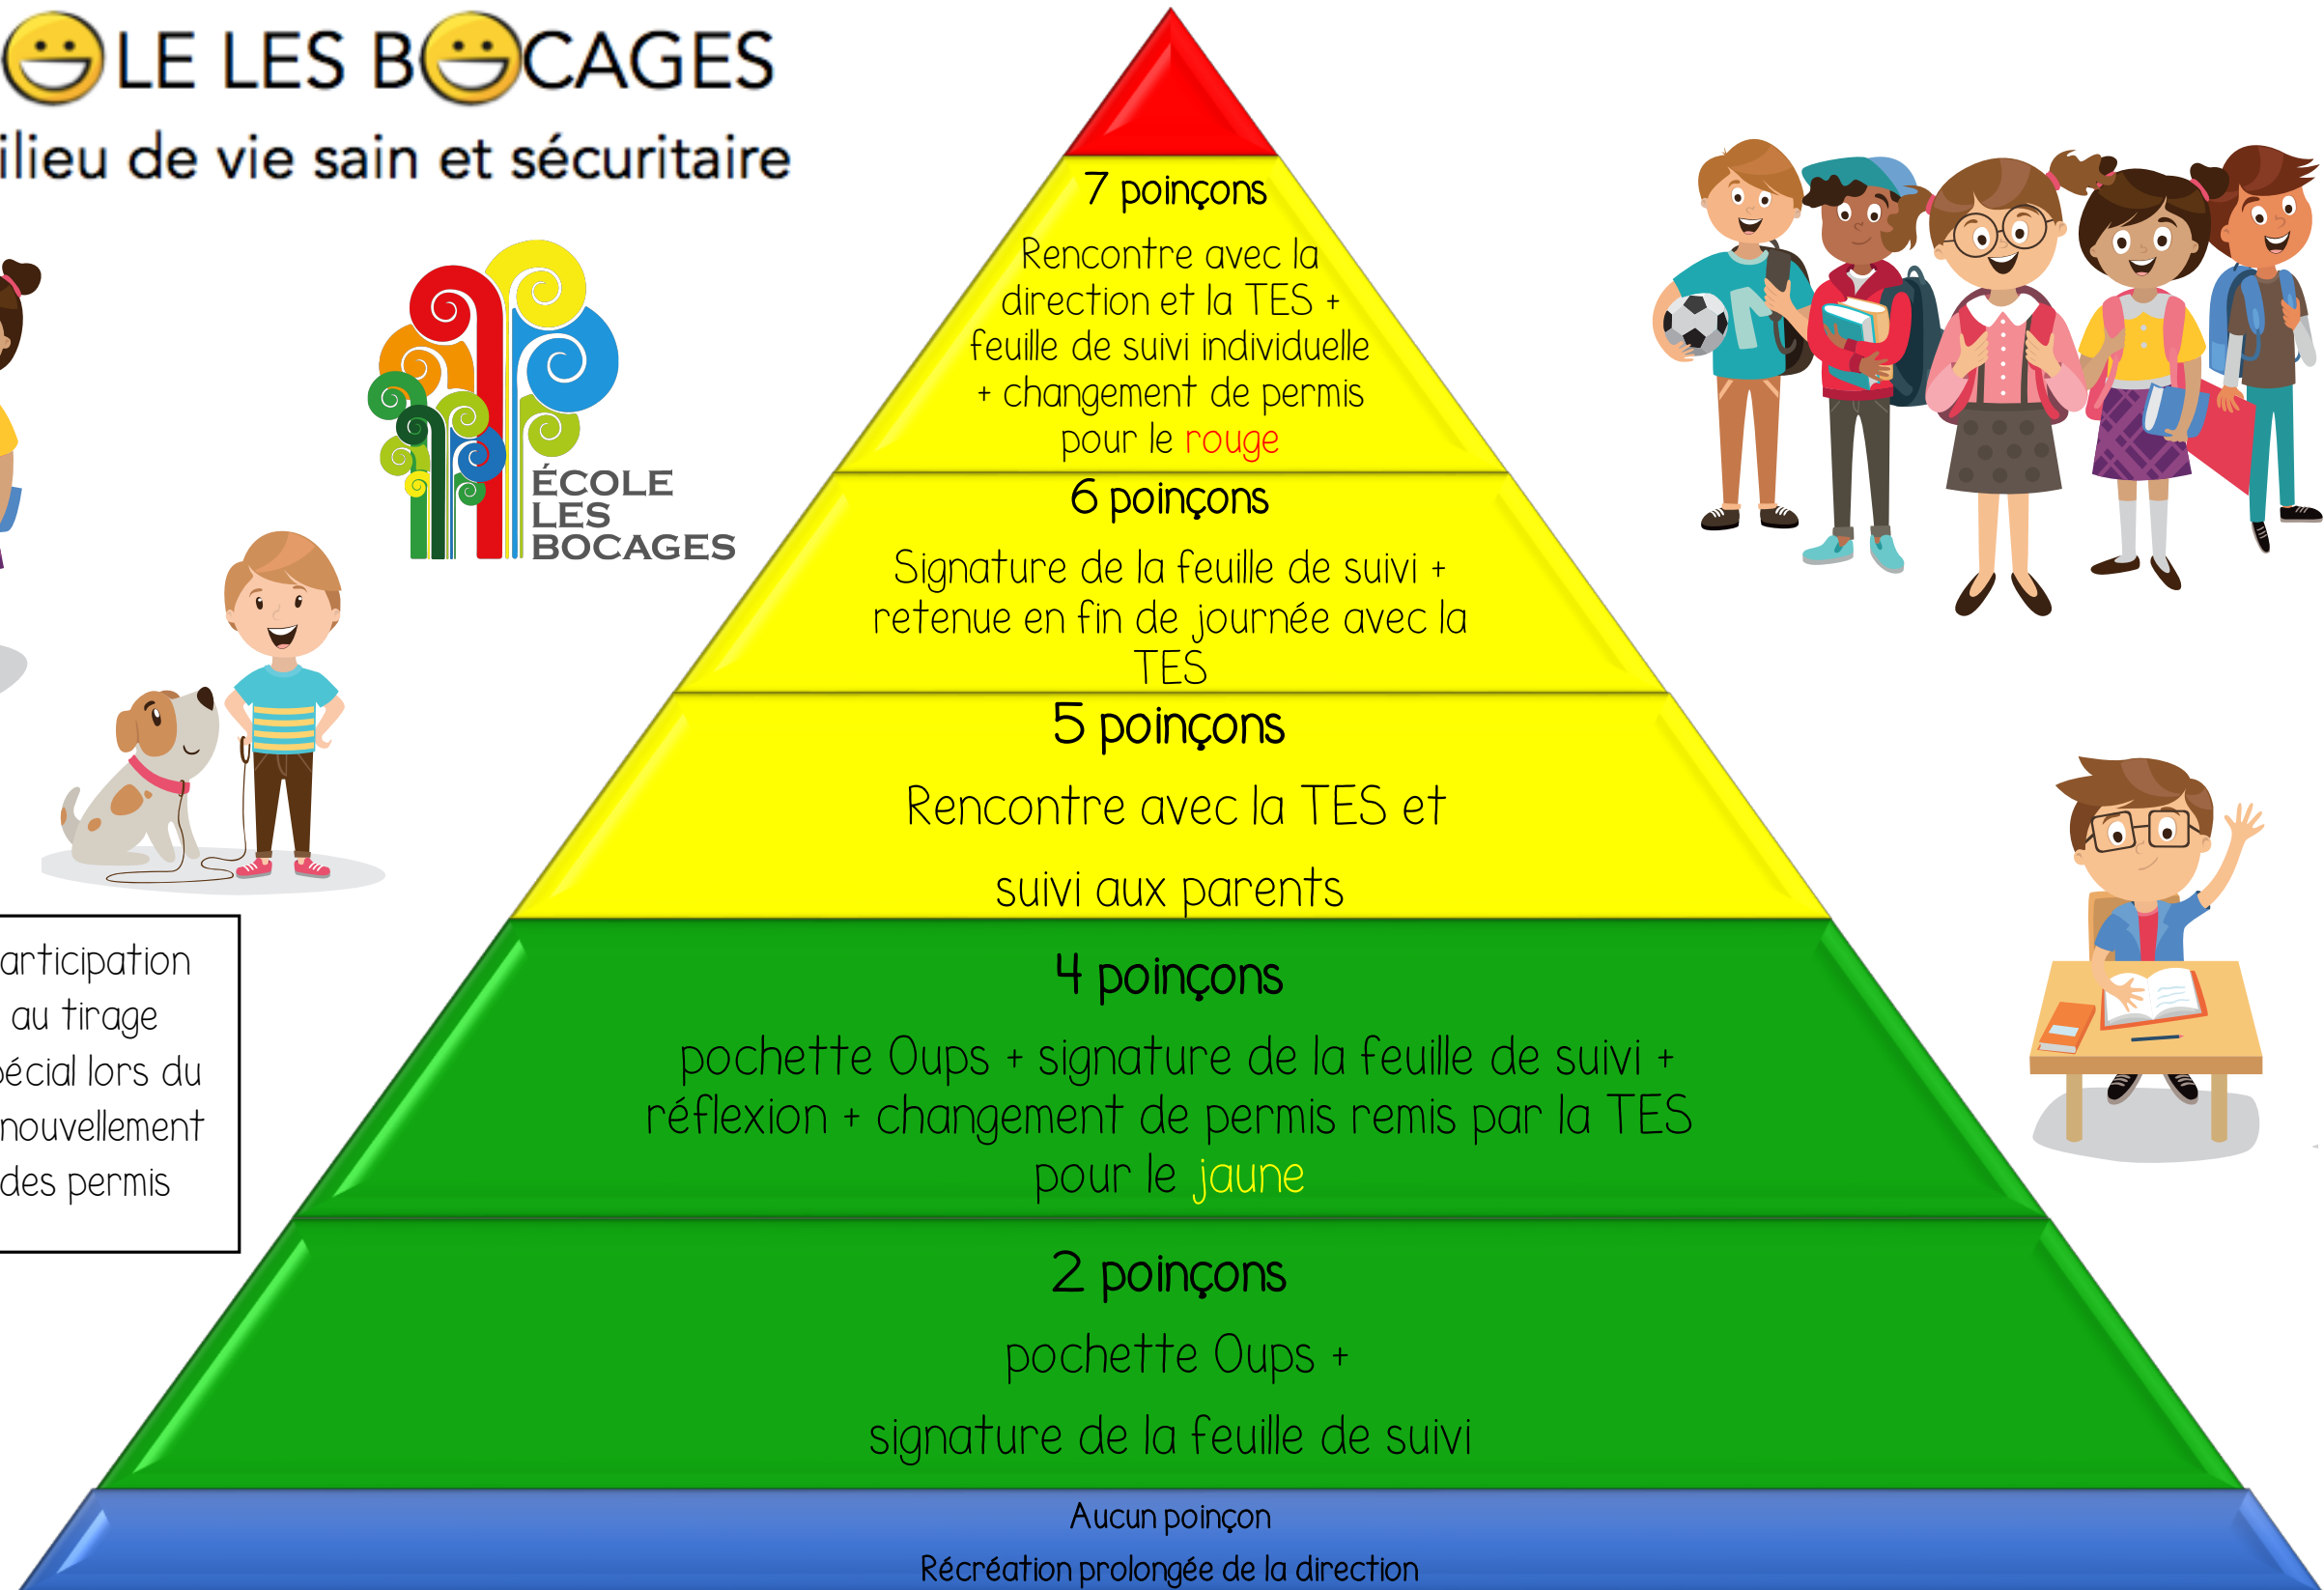 LE LES BOCAGES
ilieu de vie sain et sécuritaire
ÉCOLE
LES
BOCAGES
articipation
au tirage
pécial lors du
nouvellement
des permis
7 poinçons
Rencontre avec la
direction et la TES +
feuille de suivi individuelle
+ changement de permis
pour le rouge
6 poinçons
Signature de la feuille de suivi +
retenue en fin de journée avec la
TES
5 poinçons
Rencontre avec la TES et
suivi aux parents
4 poinçons
pochette Oups + signature de la feuille de suivi +
réflexion + changement de permis remis par la TES
pour le jaune
2 poinçons
pochette Oups +
signature de la feuille de suivi
Aucun poinçon
Récréation prolongée de la direction